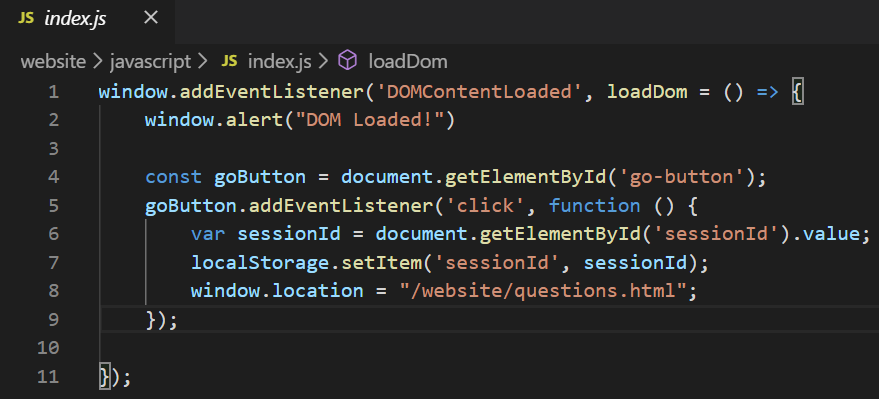 JS index.js ×
website > javascript > JS index.js > loadDom
1 window.addEventListener('DOMContentLoaded', loadDom = () => {
2     window.alert("DOM Loaded!")
3
4     const goButton = document.getElementById('go-button');
5     goButton.addEventListener('click', function () {
6         var sessionId = document.getElementById('sessionId').value;
7         localStorage.setItem('sessionId', sessionId);
8         window.location = "/website/questions.html";
9     });
10
11 });